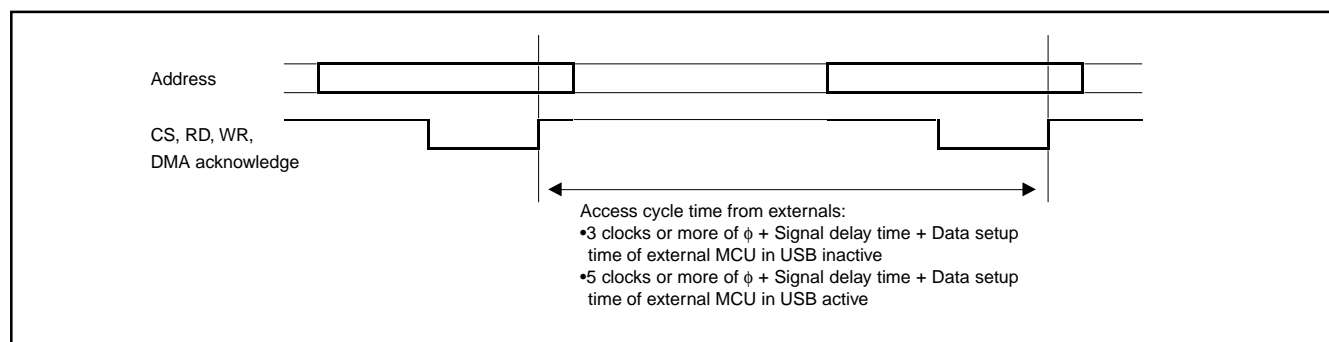 Address
CS, RD, WR,
DMA acknowledge
Access cycle time from externals:
•3 clocks or more of ϕ + Signal delay time + Data setup
time of external MCU in USB inactive
•5 clocks or more of ϕ + Signal delay time + Data setup
time of external MCU in USB active